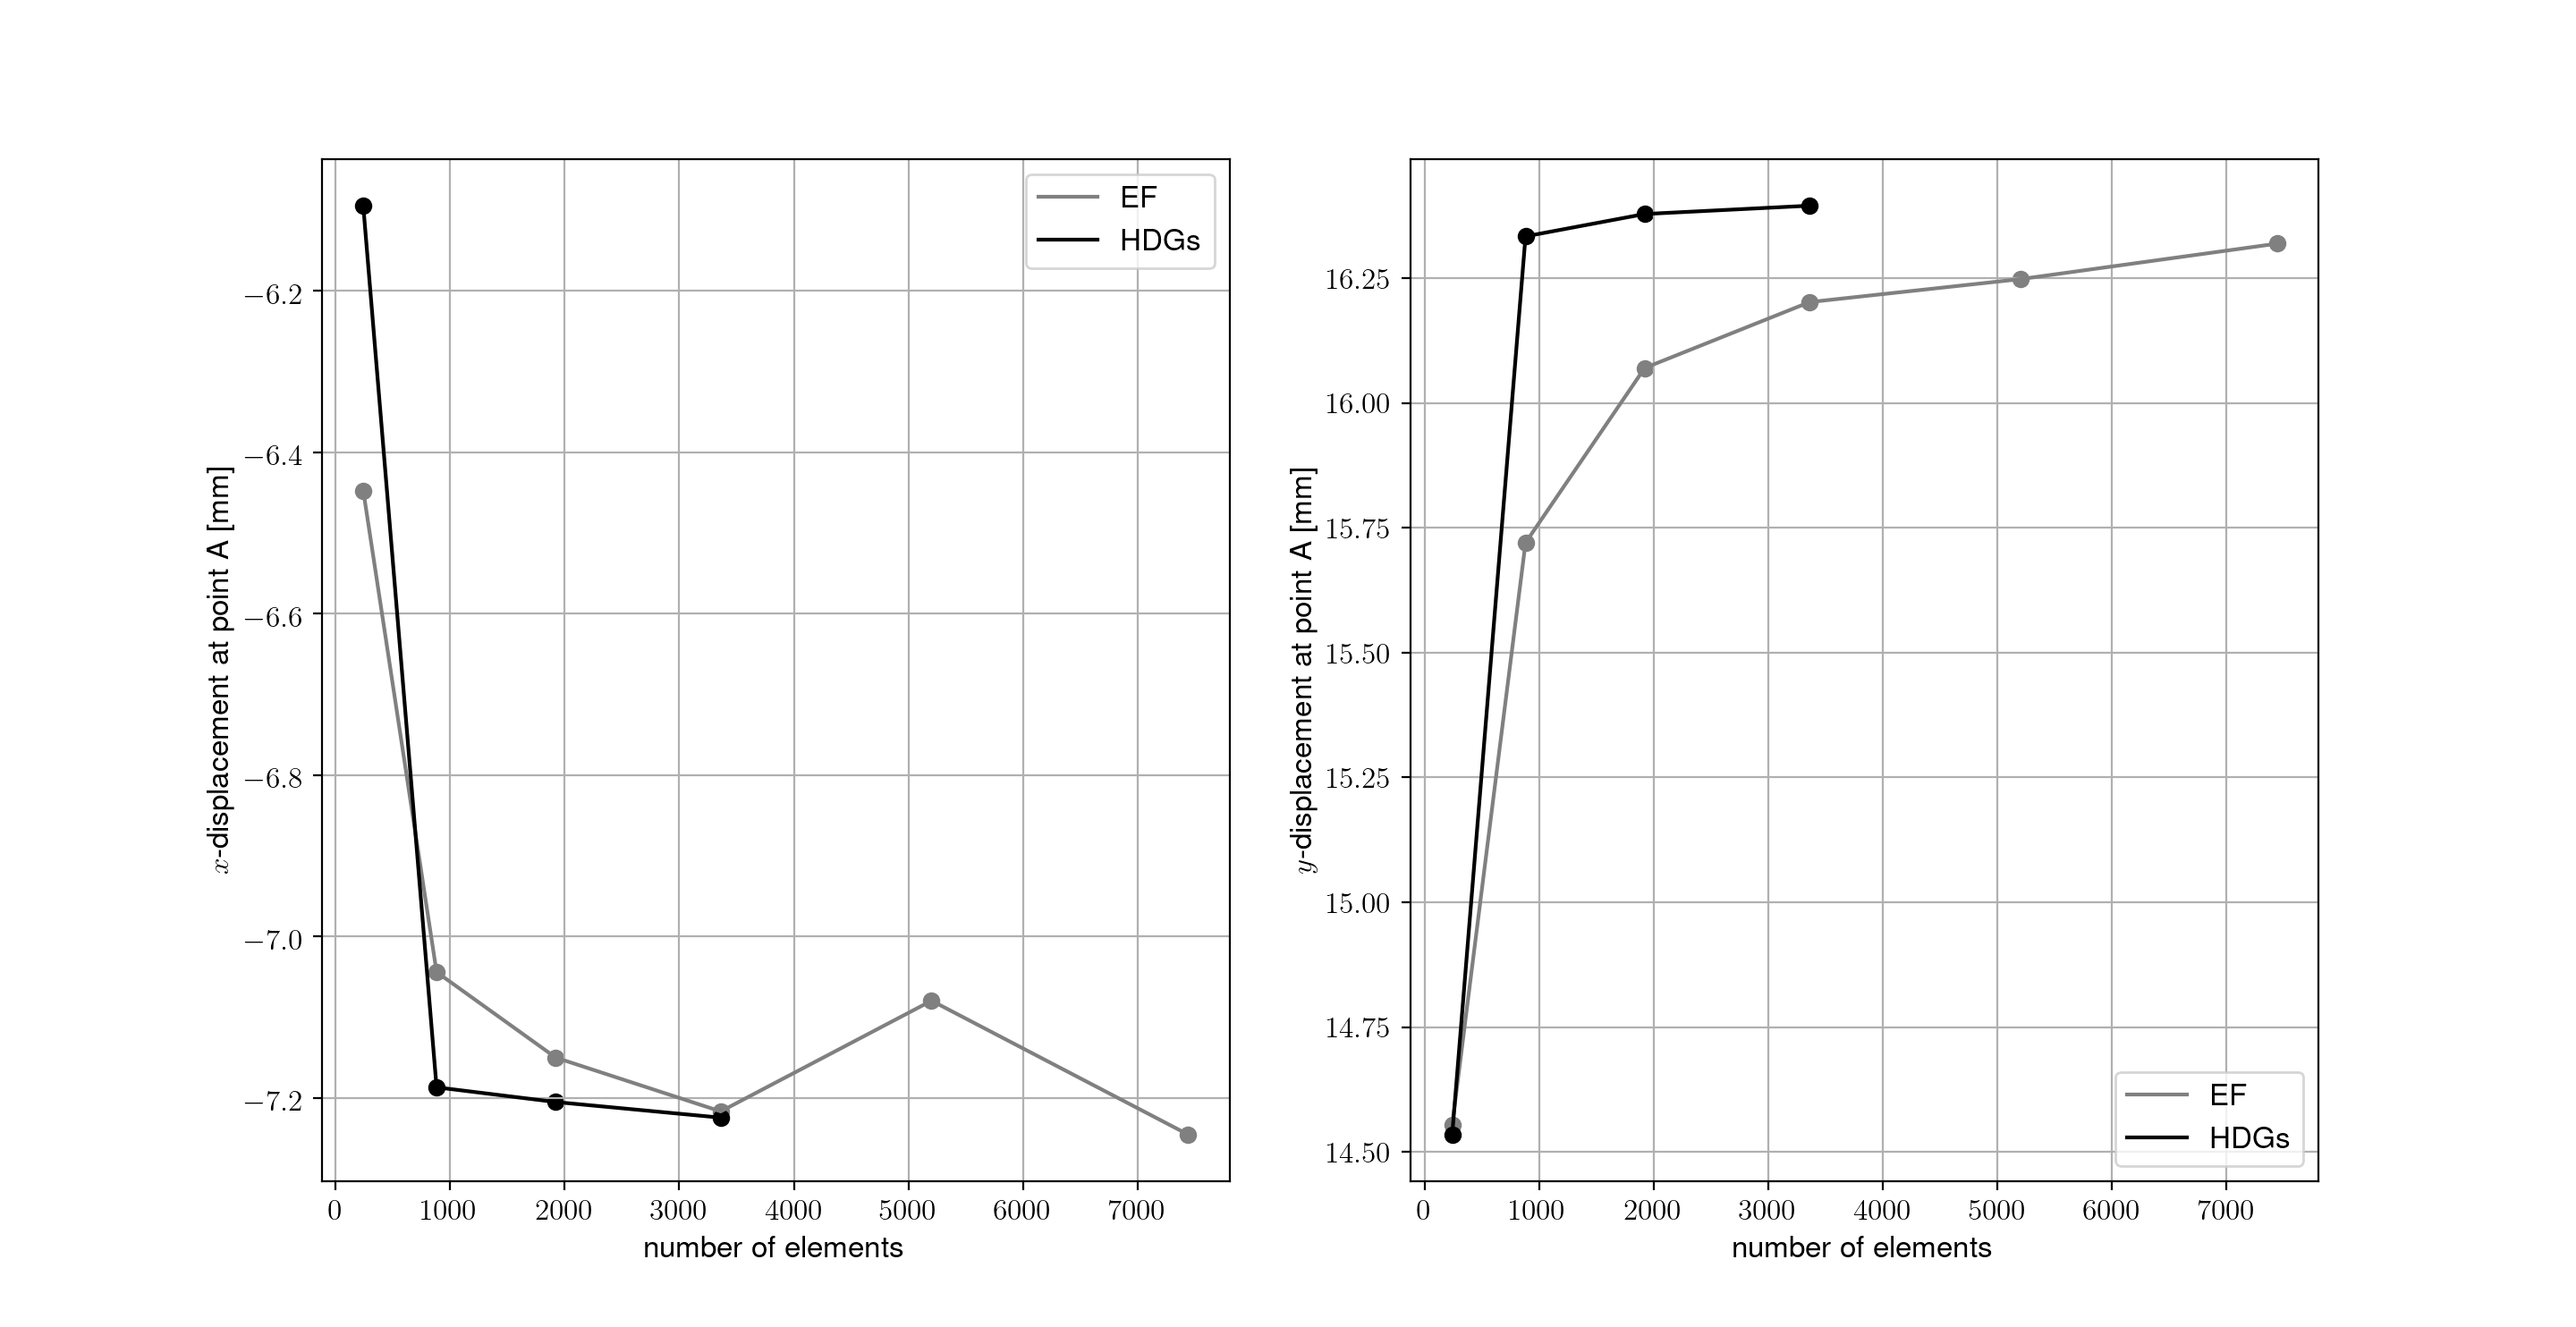 EF
HDGs
−6.2
−6.4
−6.6
−6.8
−7.0
−7.2
x-displacement at point A [mm]
0 1000 2000 3000 4000 5000 6000 7000
number of elements
16.25
16.00
15.75
15.50
15.25
15.00
14.75
14.50
y-displacement at point A [mm]
EF
HDGs
0 1000 2000 3000 4000 5000 6000 7000
number of elements